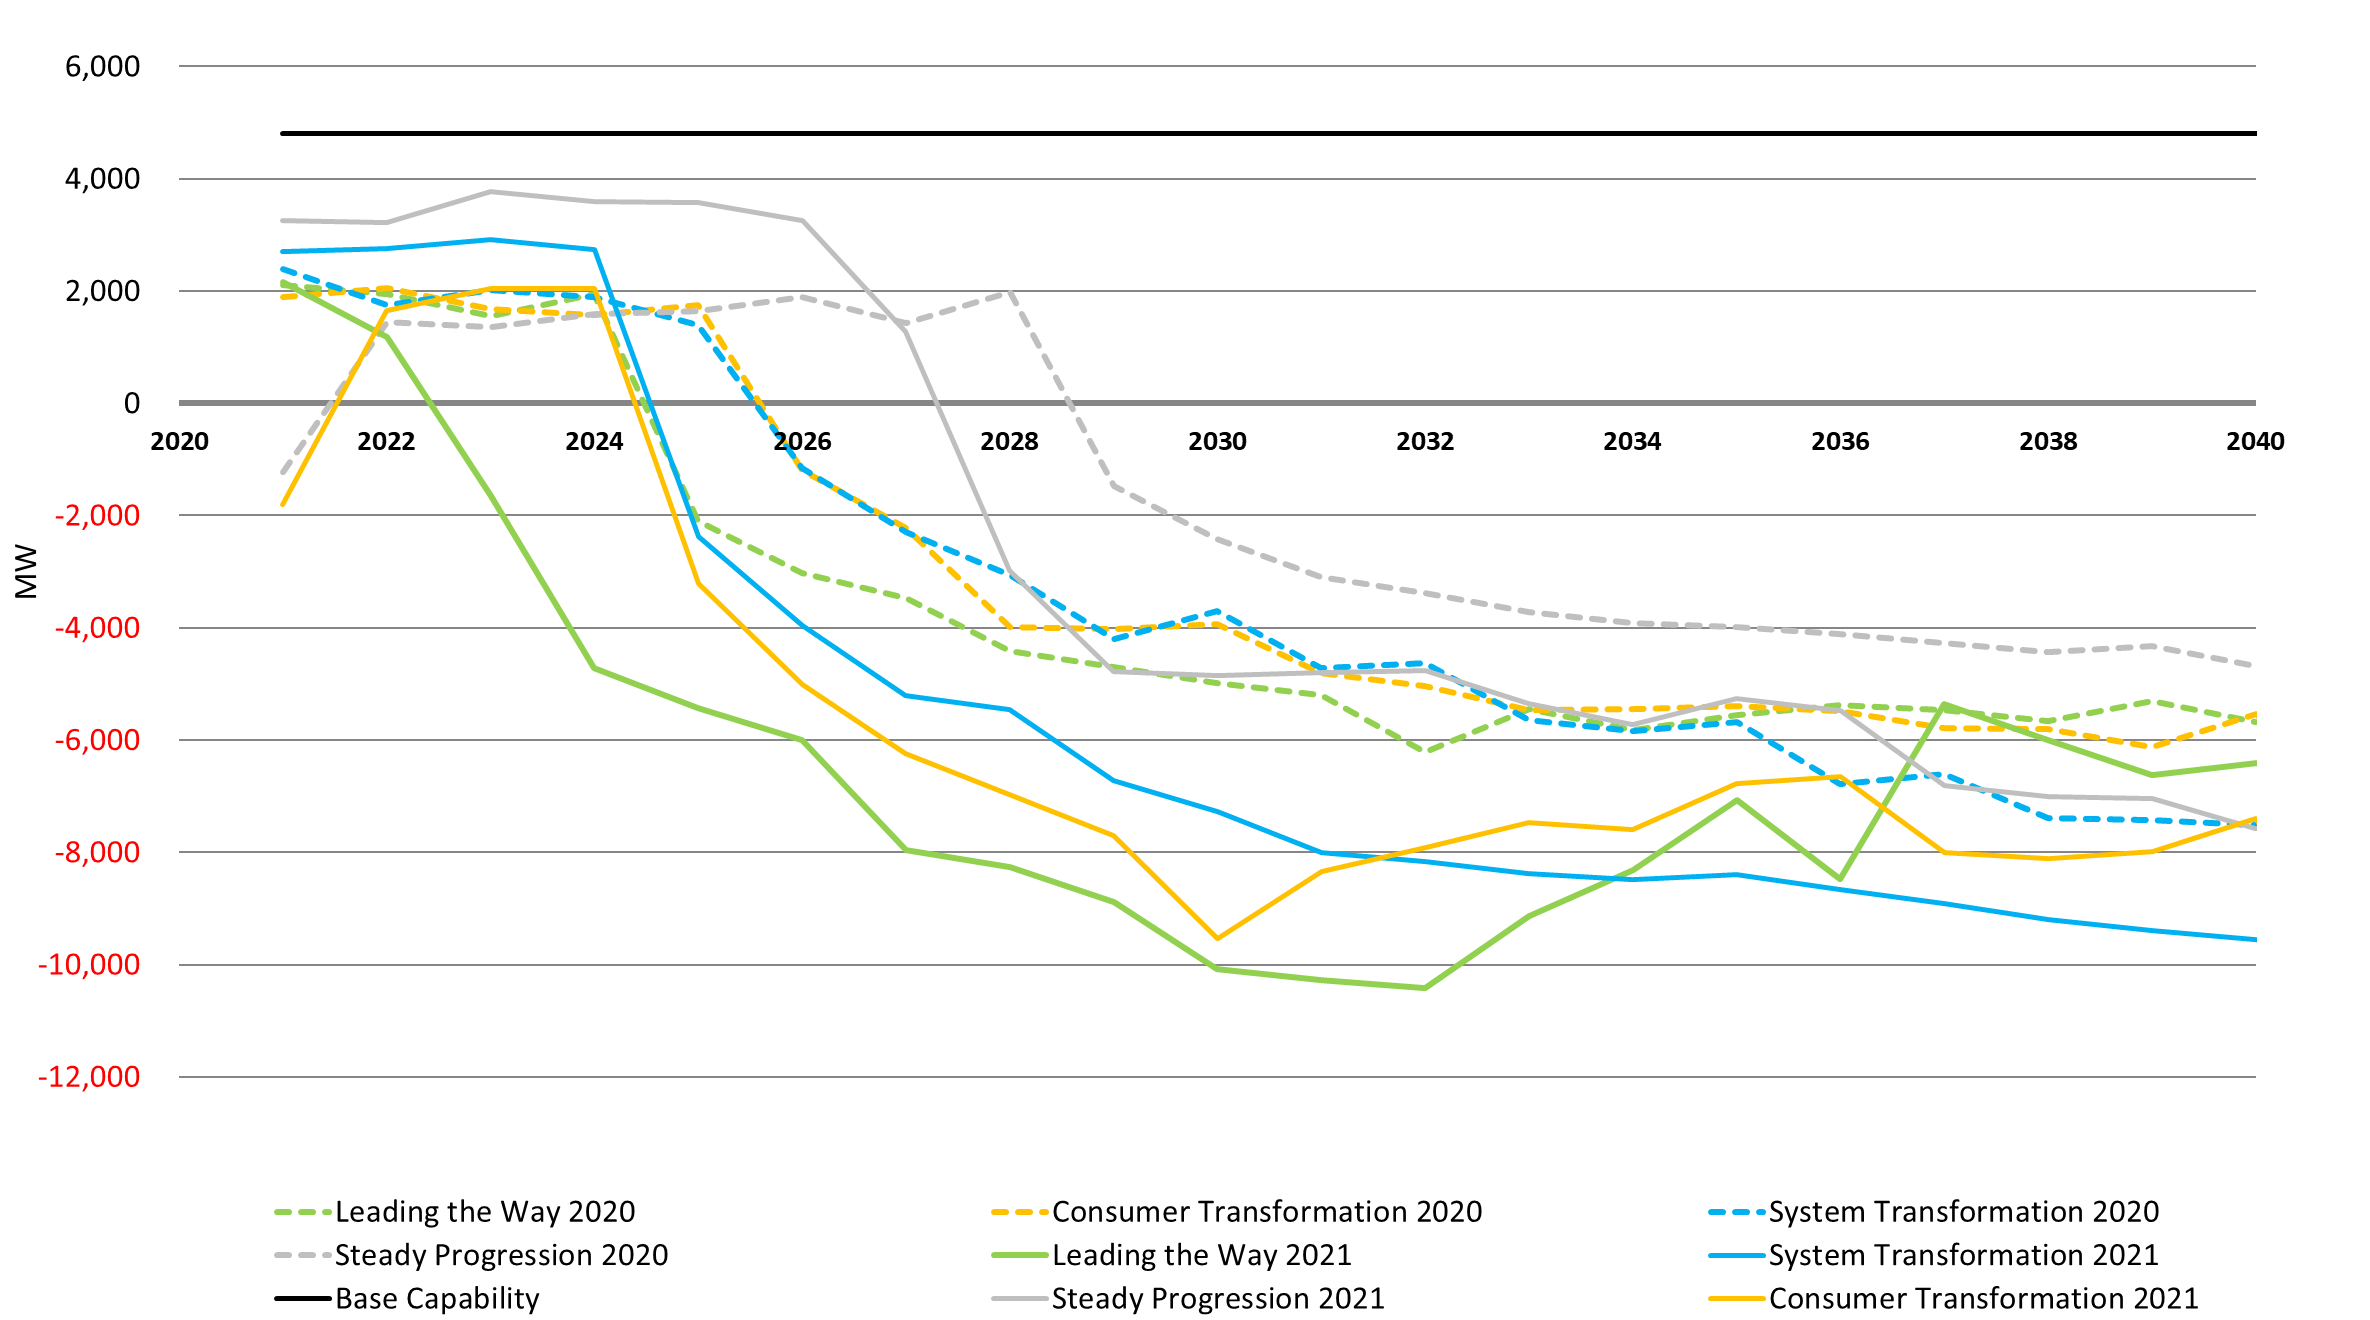 6,000
4,000
2,000
0
2020 2022 2024 2026 2028 2030 2032 2034 2036 2038 2040
-2,000
MW
-4,000
-6,000
-8,000
-10,000
-12,000
Leading the Way 2020 Consumer Transformation 2020 System Transformation 2020
Steady Progression 2020 Leading the Way 2021 System Transformation 2021
Base Capability Steady Progression 2021 Consumer Transformation 2021